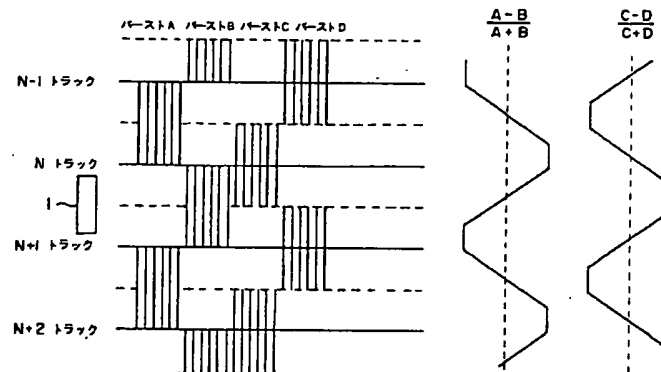 バーストA バーストB バーストC バーストD
A-B
A+B
C-D
C+D
N-1 トラック
N トラック
1
N+1 トラック
N+2 トラック